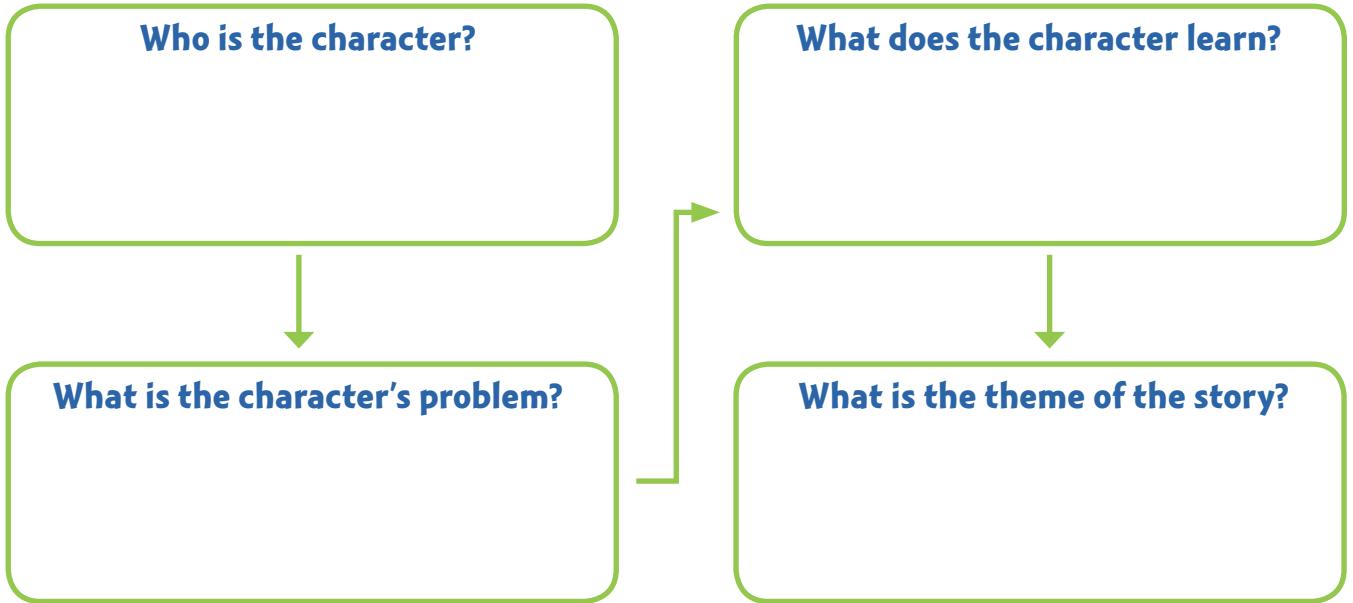 Who is the character?
What is the character’s problem?
What does the character learn?
What is the theme of the story?